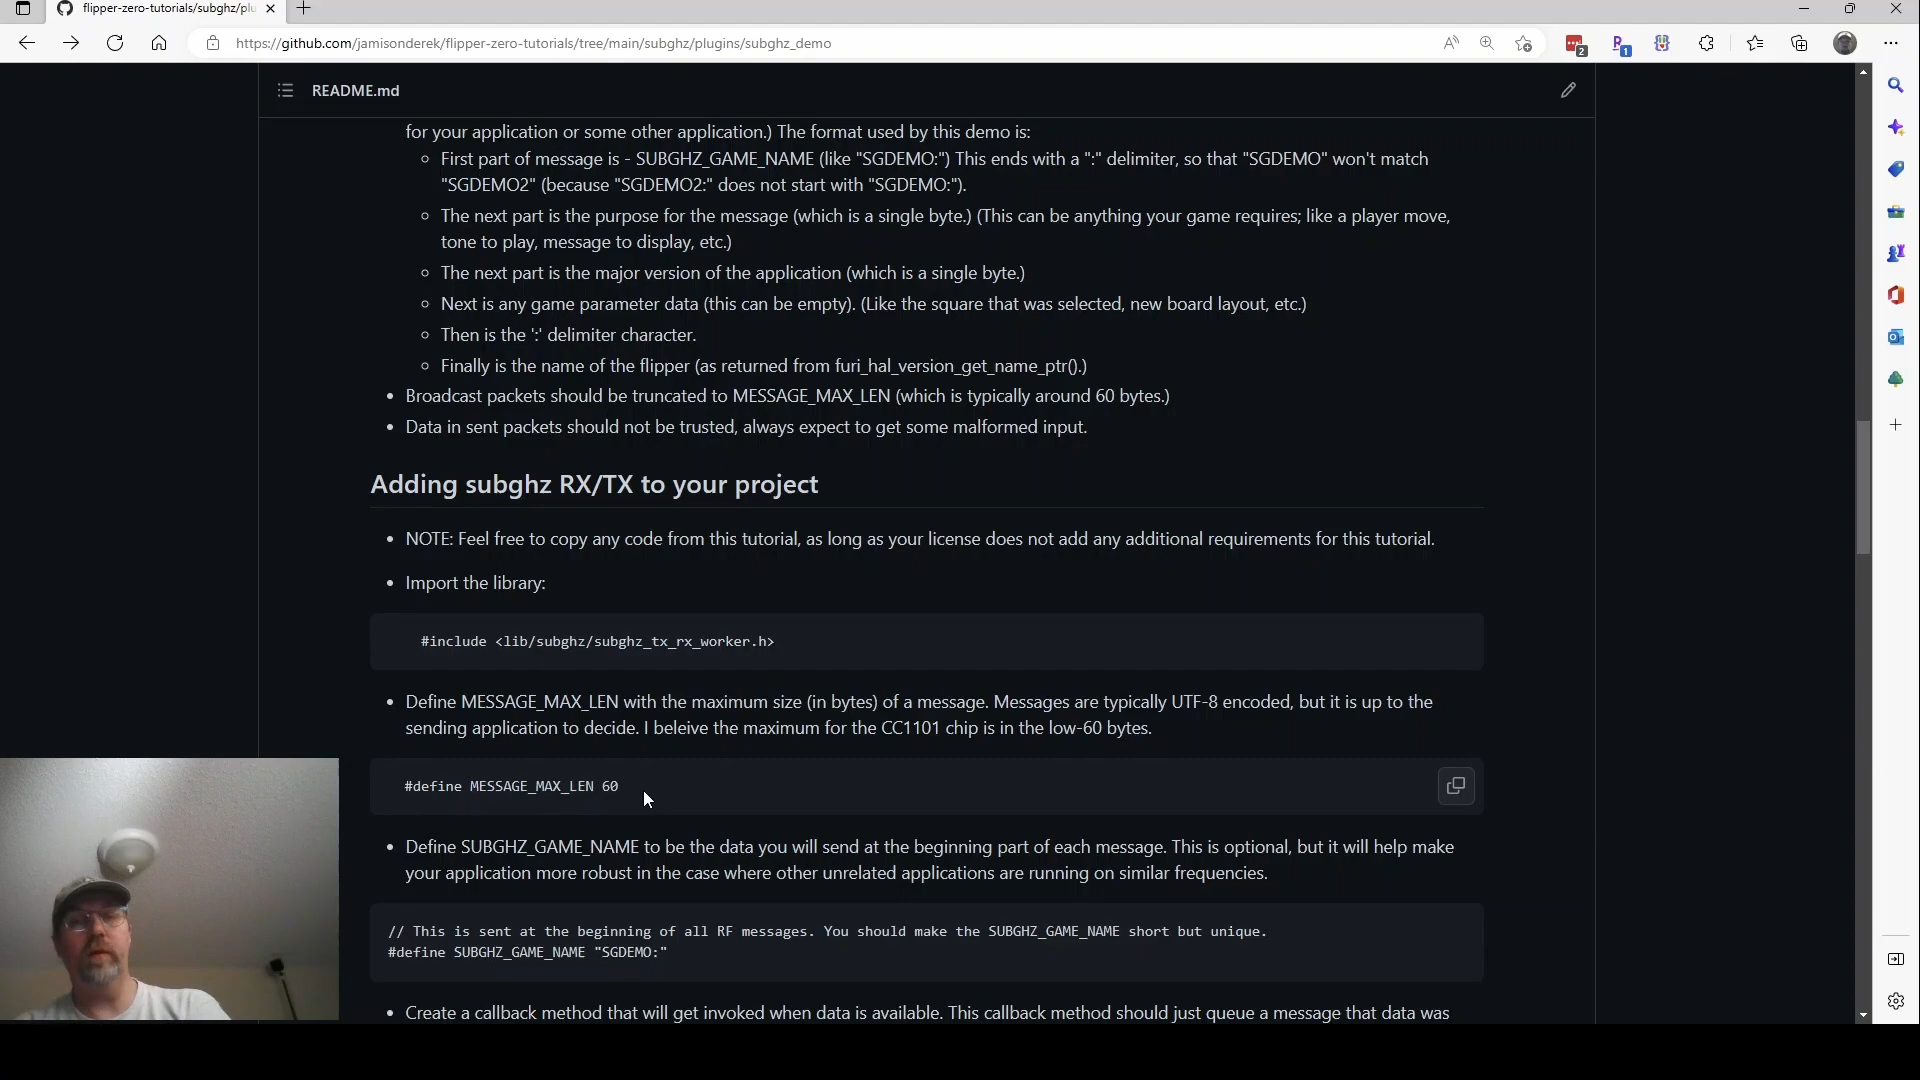 flipper-zero-tutorials/subghz/plu
https://github.com/jamisonderek/flipper-zero-tutorials/tree/main/subghz/plugins/subghz_demo
2
1
README.md
for your application or some other application.) The format used by this demo is:
First part of message is - SUBGHZ_GAME_NAME (like "SGDEMO:") This ends with a ":" delimiter, so that "SGDEMO" won't match
"SGDEMO2" (because "SGDEMO2:" does not start with "SGDEMO:").
The next part is the purpose for the message (which is a single byte.) (This can be anything your game requires; like a player move,
tone to play, message to display, etc.)
The next part is the major version of the application (which is a single byte.)
Next is any game parameter data (this can be empty). (Like the square that was selected, new board layout, etc.)
Then is the ':' delimiter character.
Finally is the name of the flipper (as returned from furi_hal_version_get_name_ptr().)
Broadcast packets should be truncated to MESSAGE_MAX_LEN (which is typically around 60 bytes.)
Data in sent packets should not be trusted, always expect to get some malformed input.
Adding subghz RX/TX to your project
NOTE: Feel free to copy any code from this tutorial, as long as your license does not add any additional requirements for this tutorial.
Import the library:
#include <lib/subghz/subghz_tx_rx_worker.h>
Define MESSAGE_MAX_LEN with the maximum size (in bytes) of a message. Messages are typically UTF-8 encoded, but it is up to the
sending application to decide. I beleive the maximum for the CC1101 chip is in the low-60 bytes.
#define MESSAGE_MAX_LEN 60
Define SUBGHZ_GAME_NAME to be the data you will send at the beginning part of each message. This is optional, but it will help make
your application more robust in the case where other unrelated applications are running on similar frequencies.
// This is sent at the beginning of all RF messages. You should make the SUBGHZ_GAME_NAME short but unique.
#define SUBGHZ_GAME_NAME "SGDEMO:"
Create a callback method that will get invoked when data is available. This callback method should just queue a message that data was